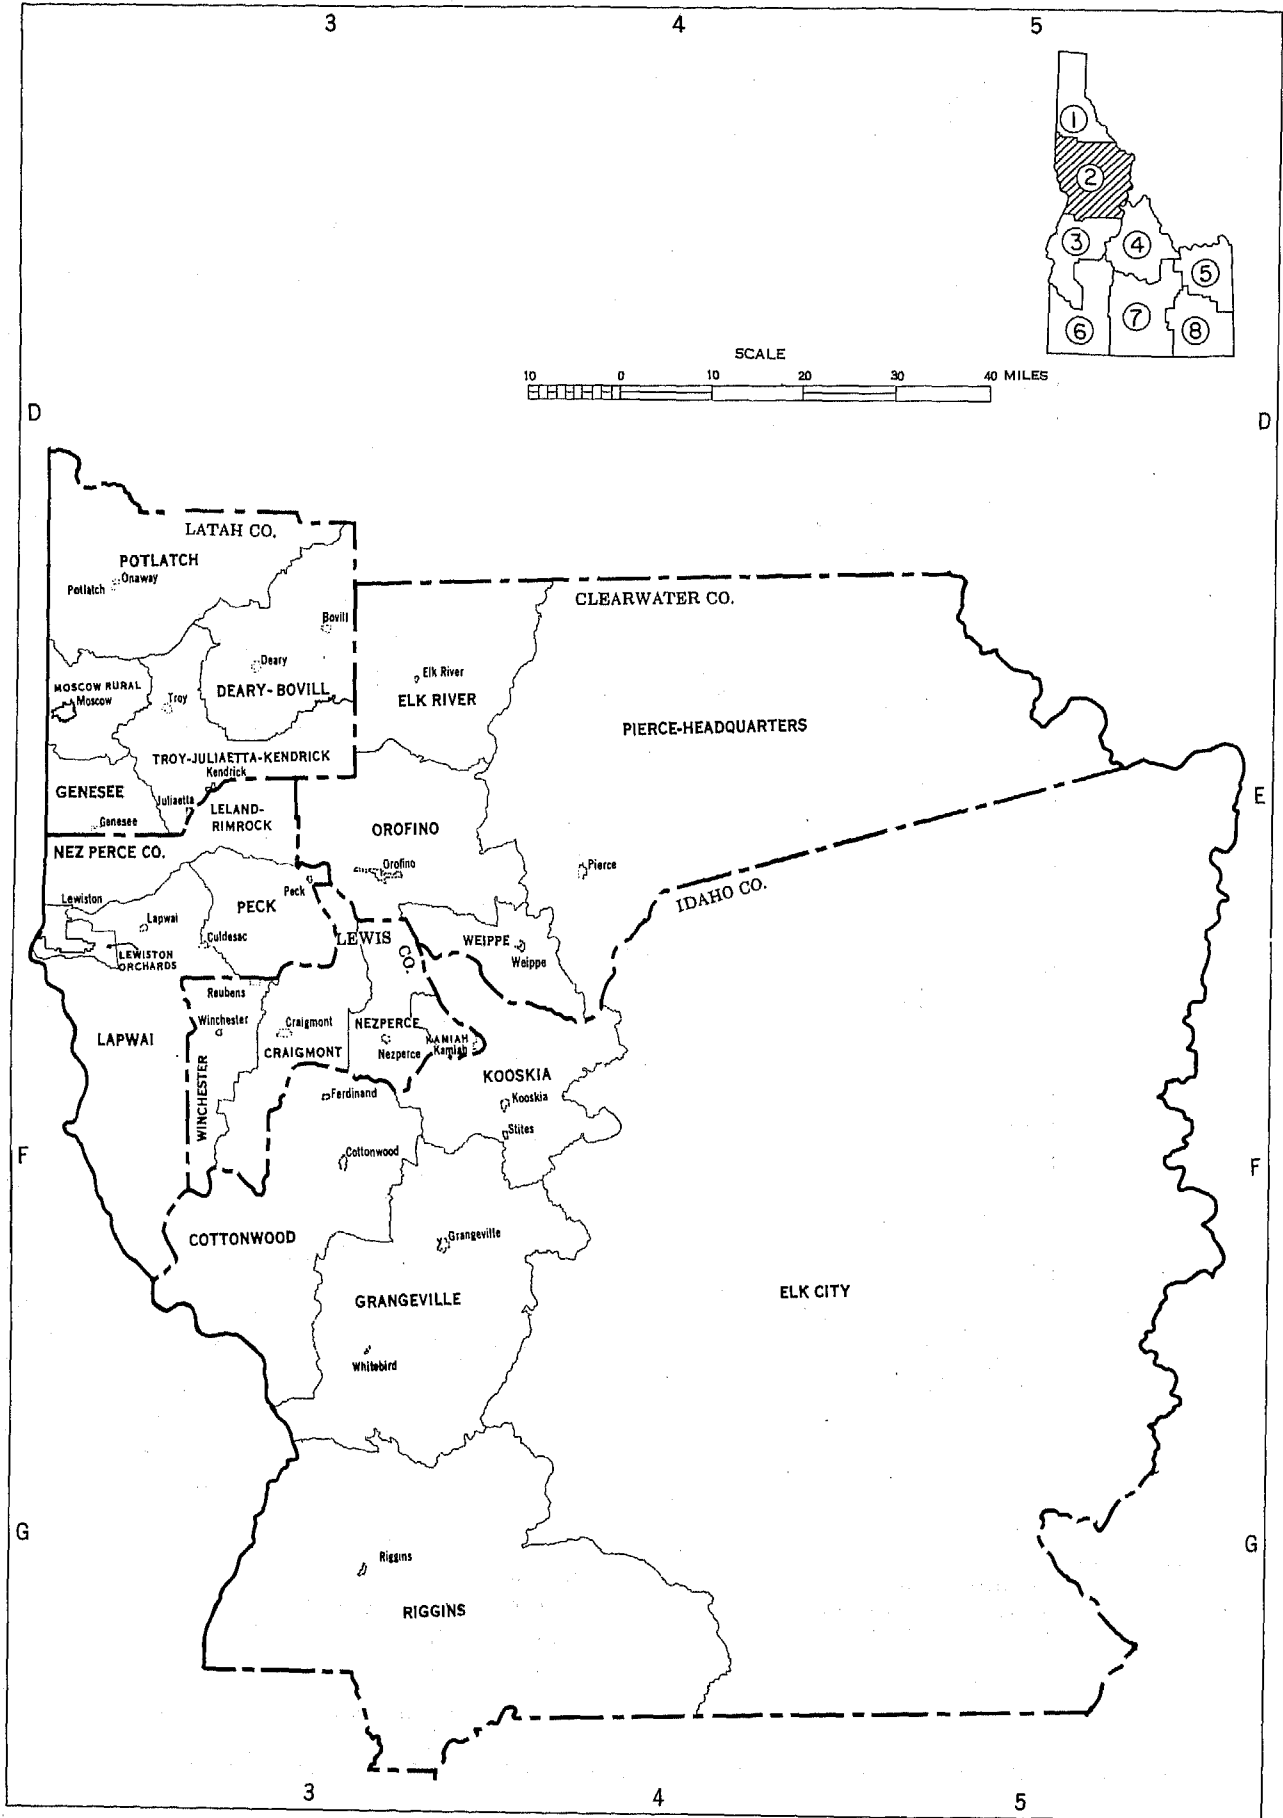 3 4 5
1
2
3
4
5
6
7
8
SCALE
10 0 10 20 30 40 MILES
D D
LATAH CO.
POTLATCH
Onaway
Potlatch
CLEARWATER CO.
Bovill
Deary
Elk River
MOSCOW RURAL
Moscow
Troy
DEARY-BOVILL
ELK RIVER
PIERCE-HEADQUARTERS
TROY-JULIAETTA-KENDRICK
Kendrick
GENESEE
Juliaetta
LELAND-
RIMROCK
E
Genesee
OROFINO
NEZ PERCE CO.
Orofino
Pierce
Peck
IDAHO CO.
Lewiston
PECK
Lapwai
Culdesac
LEWIS
CO.
WEIPPE
Weippe
LEWISTON
ORCHARDS
Reubens
Winchester
Craigmont
NEZPERCE
LAPWAI
CRAIGMONT
Nezperce
KAMIAH
Kamiah
WINCHESTER
KOOSKIA
Ferdinand
Kooskia
Stites
F F
Cottonwood
COTTONWOOD
Grangeville
GRANGEVILLE
ELK CITY
Whitebird
G G
Riggins
RIGGINS
3 4 5